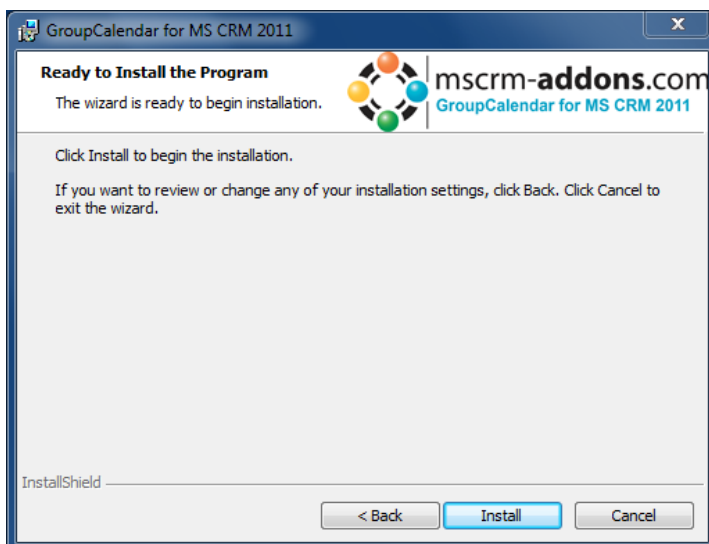 GroupCalendar for MS CRM 2011
X
Ready to Install the Program
The wizard is ready to begin installation.
mscrm-addons.com
GroupCalendar for MS CRM 2011
Click Install to begin the installation.
If you want to review or change any of your installation settings, click Back. Click Cancel to
exit the wizard.
InstallShield
< Back
Install
Cancel